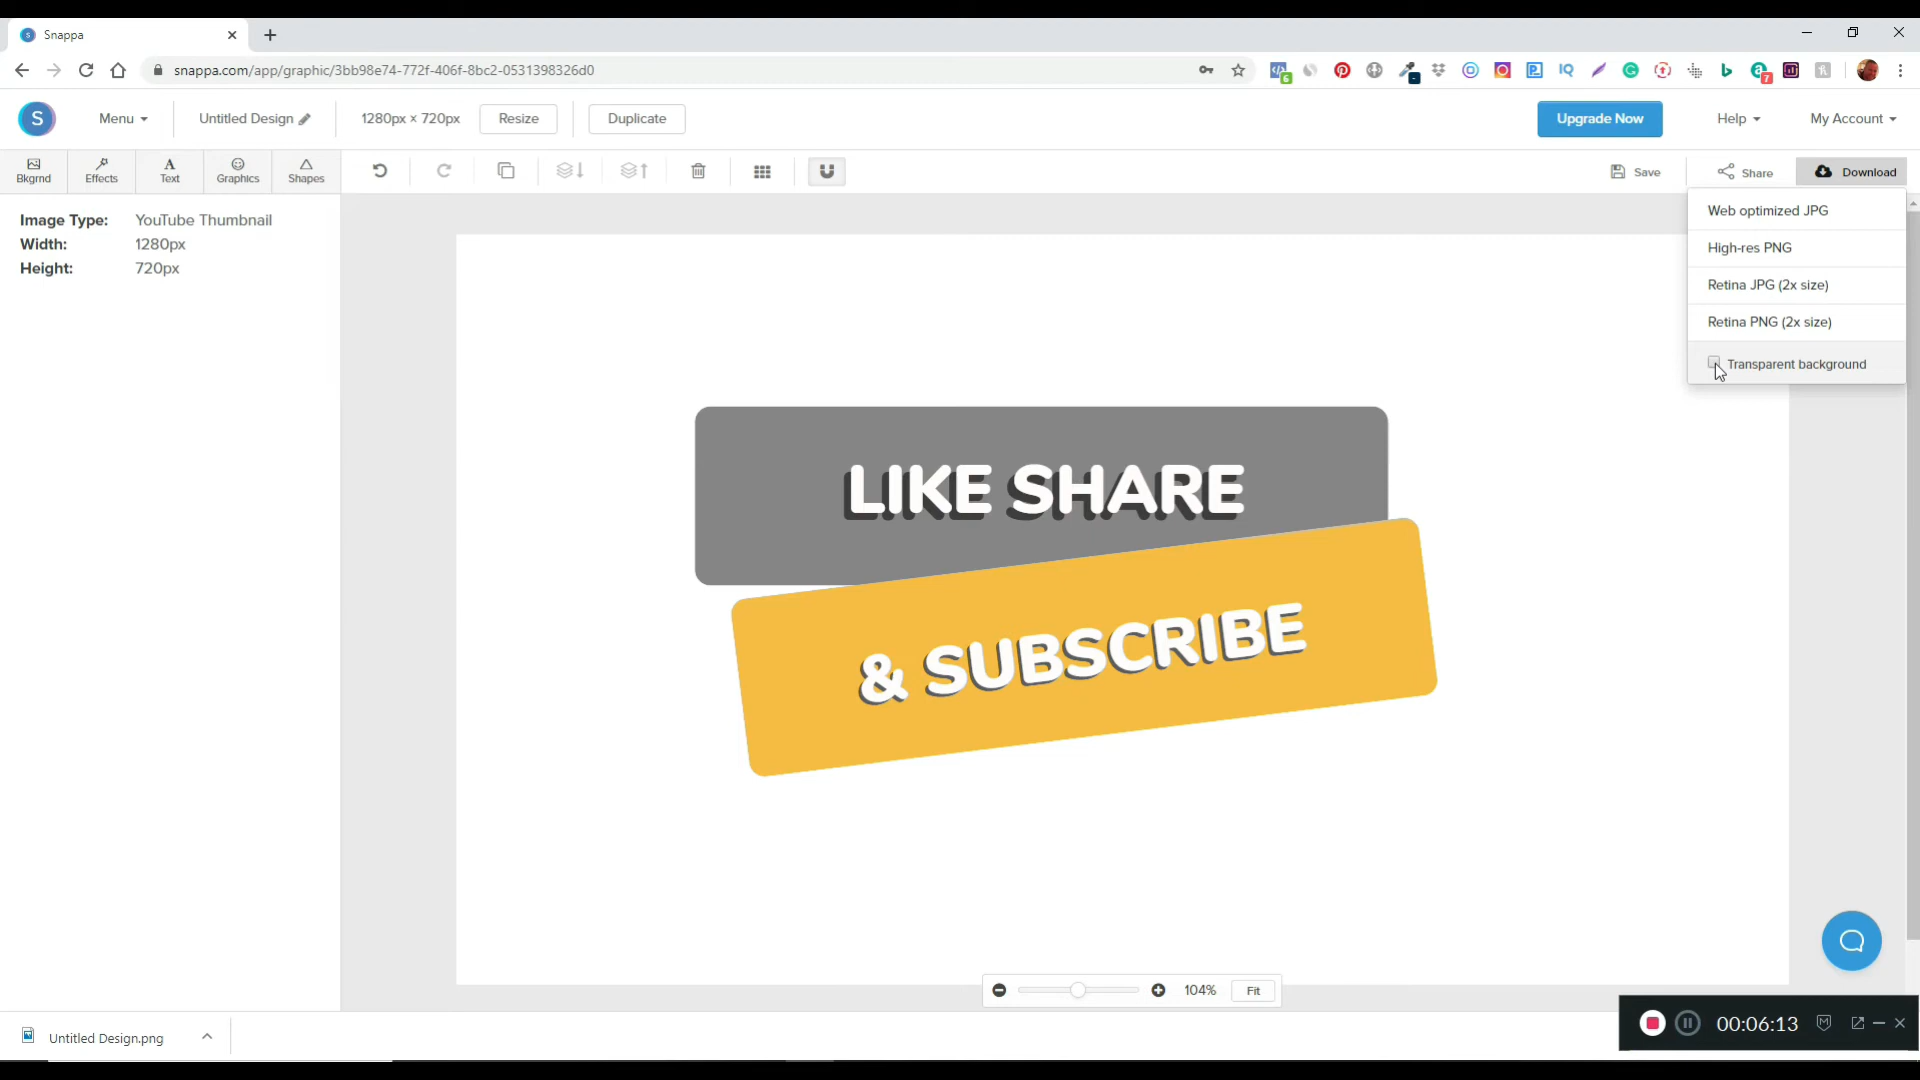 Snappa
snappa.com/app/graphic/3bb98e74-772f-406f-8bc2-0531398326d0
6
7
S
Menu
Untitled Design
1280px × 720px
Resize
Duplicate
Upgrade Now
Help
My Account
Bkgrnd
Effects
Text
Graphics
Shapes
Save
Share
Download
Image Type: YouTube Thumbnail
Width: 1280px
Height: 720px
Web optimized JPG
High-res PNG
Retina JPG (2x size)
Retina PNG (2x size)
Transparent background
LIKE SHARE
& SUBSCRIBE
104%
Fit
Untitled Design.png
00:06:13